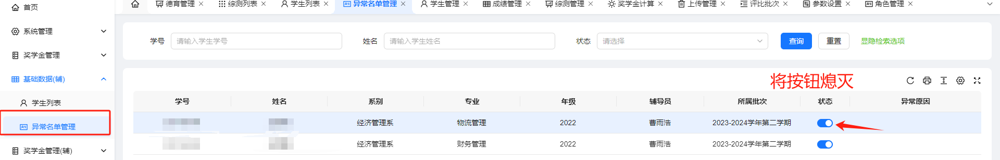 首页
德育管理 综测列表 学生列表 异常名单管理 学生管理 成绩管理 综测管理 奖学金计算 上传管理 评比批次 参数设置 角色管理
系统管理
奖学金管理
基础数据(辅)
学生列表
异常名单管理
奖学金管理(辅)
学号 请输入学生学号 姓名 请输入学生姓名 状态 请选择 查询 重置 显隐检索选项
将按钮熄灭
学号 姓名 系别 专业 年级 辅导员 所属批次 状态 异常原因
经济管理系 物流管理 2022 曹雨浩 2023-2024学年第二学期
经济管理系 财务管理 2022 曹雨浩 2023-2024学年第二学期